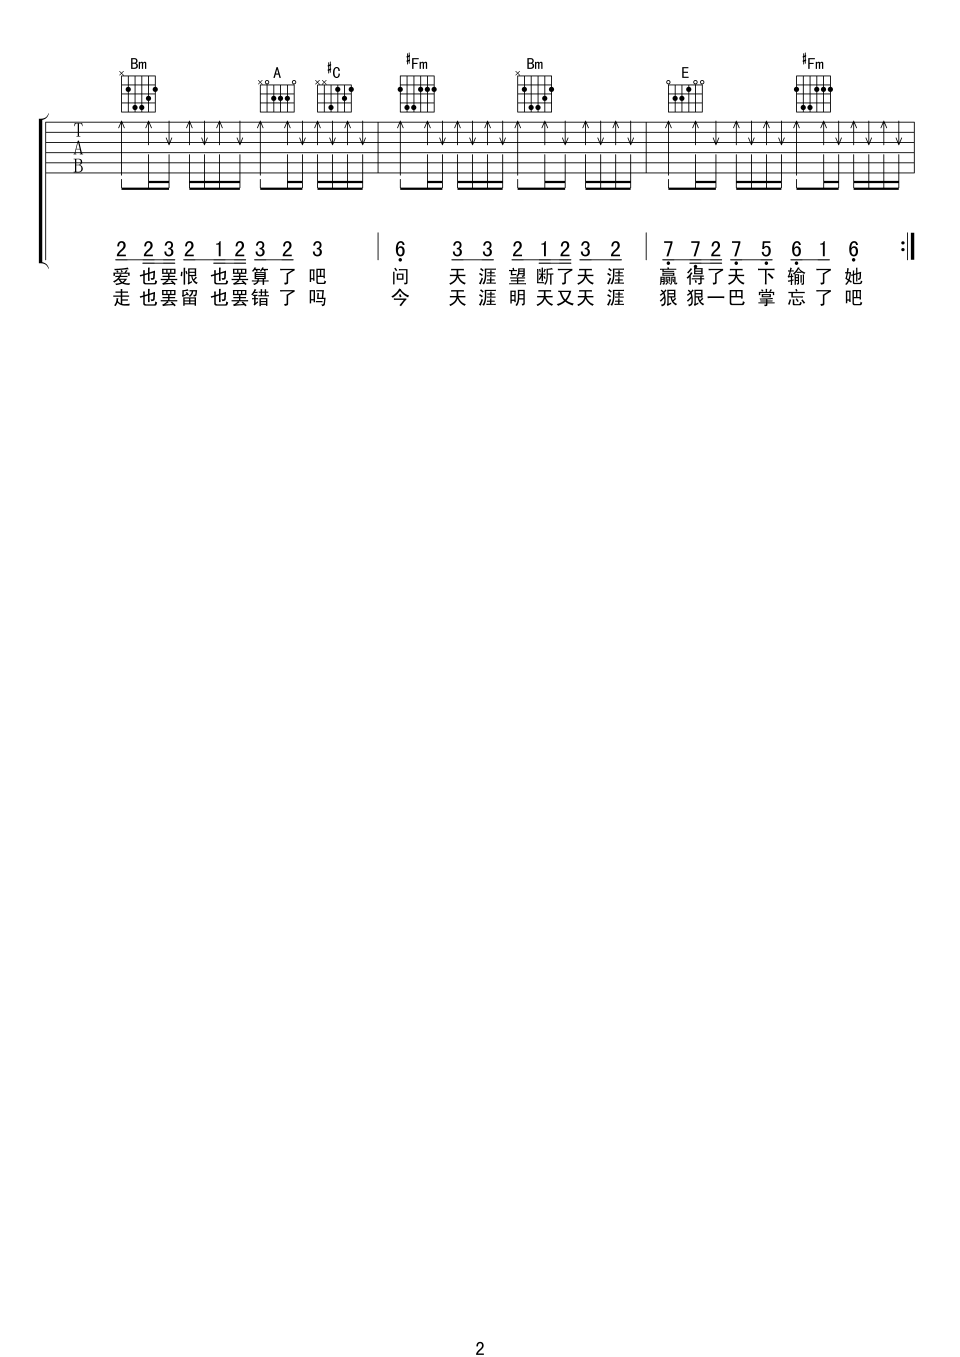 Bm A #C #Fm Bm E #Fm
T
A
B
2 2 3 2 1 2 3 2 3 6 3 3 2 1 2 3 2 7 7 2 7 5 6 1 6
爱也罢恨也罢算了吧 问 天涯望断了天涯 赢得了天下输了她
走也罢留也罢错了吗 今 天涯明天又天涯 狠狠一巴掌忘了吧
2